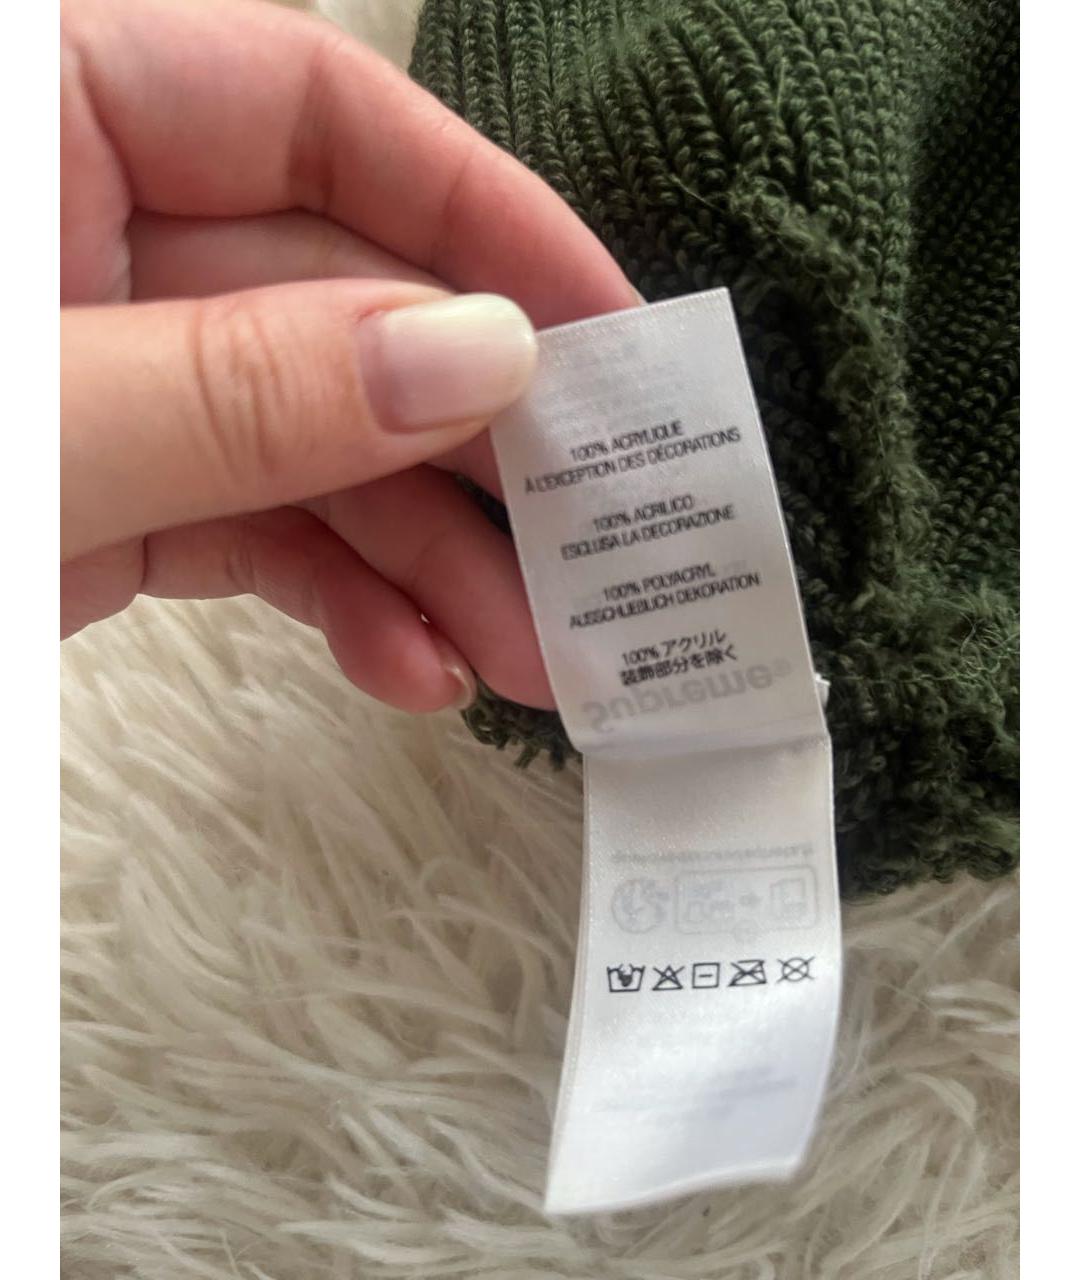 100% ACRYLIQUE
À L'EXCEPTION DES DÉCORATIONS
100% ACRILICO
ESCLUSA LA DECORAZIONE
100% POLYACRYL
AUSSCHLIEBLICH DEKORATION
100% アクリル
装飾部分を除く
Supreme®